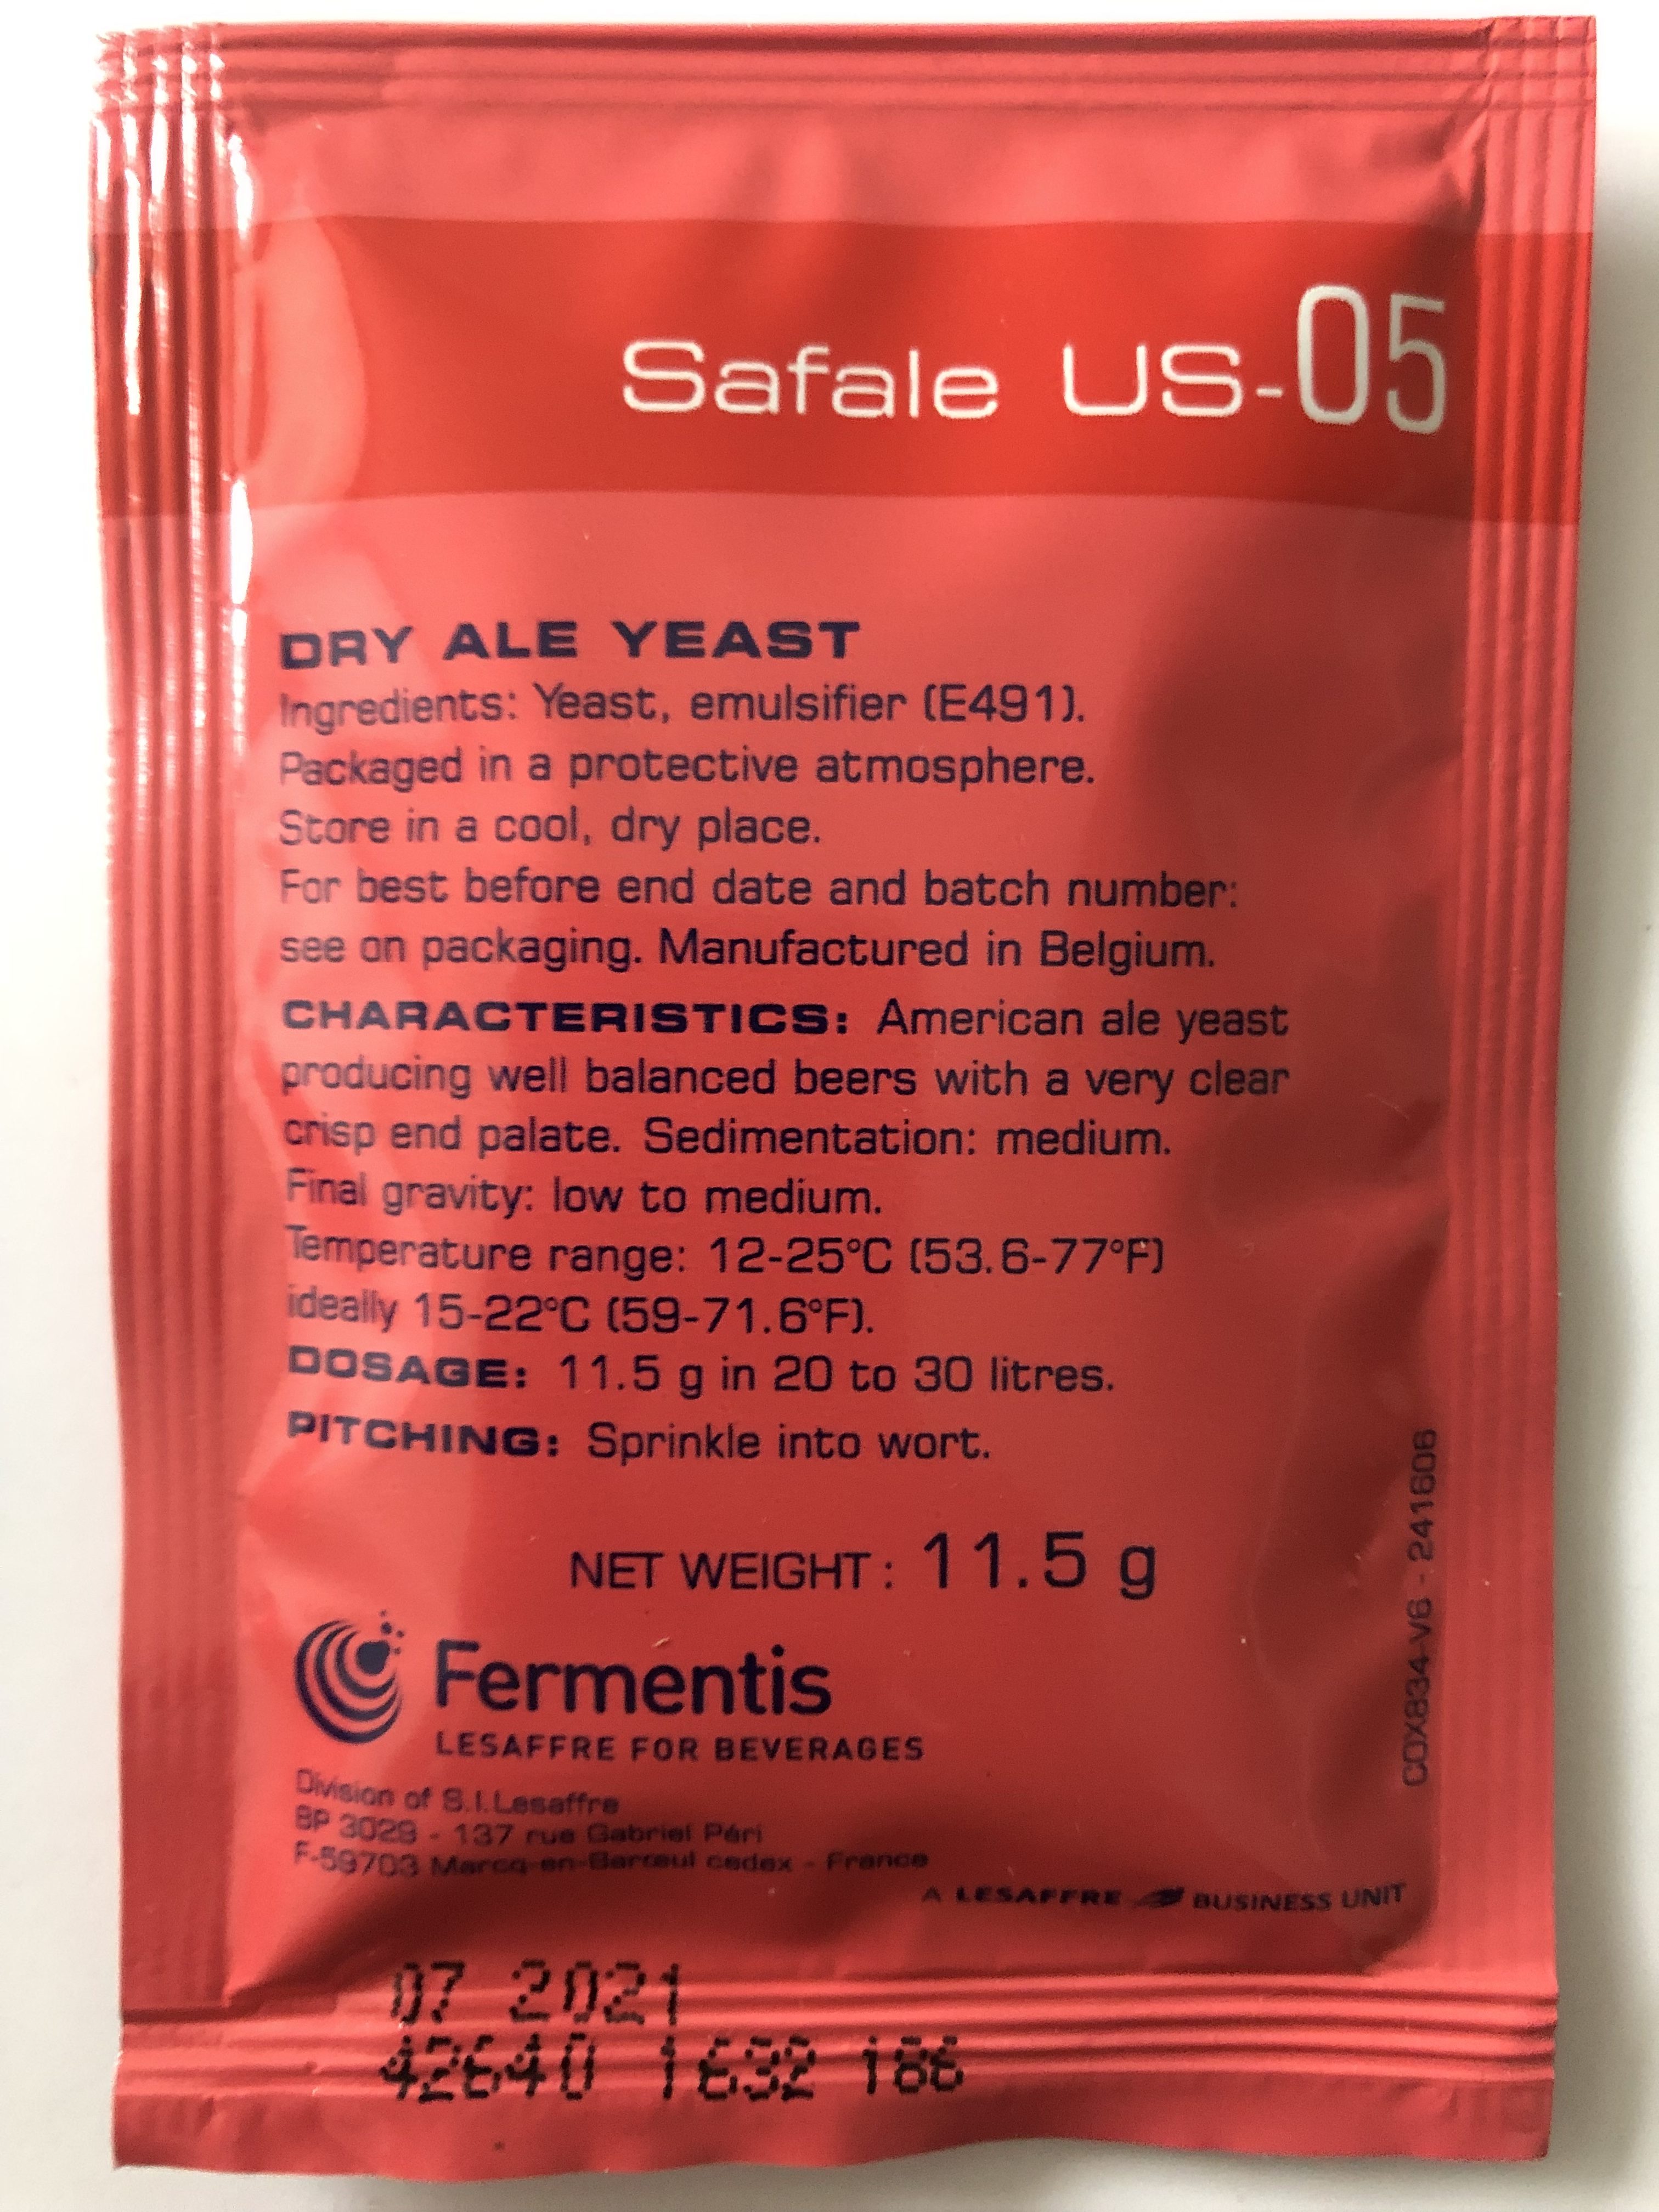 Safale US-05
DRY ALE YEAST
Ingredients: Yeast, emulsifier (E491).
Packaged in a protective atmosphere.
Store in a cool, dry place.
For best before end date and batch number:
see on packaging. Manufactured in Belgium.
CHARACTERISTICS: American ale yeast
producing well balanced beers with a very clear
crisp end palate. Sedimentation: medium.
Final gravity: low to medium.
Temperature range: 12-25°C (53.6-77°F)
ideally 15-22°C (59-71.6°F).
DOSAGE: 11.5 g in 20 to 30 litres.
PITCHING: Sprinkle into wort.
NET WEIGHT: 11.5 g
Fermentis
LESAFFRE FOR BEVERAGES
Division of S.I.Lesaffre
BP 3029 - 137 rue Gabriel Péri
F-59703 Marcq-en-Barœul cedex - France
A LESAFFRE BUSINESS UNIT
COX834-V6 - 241606
07 2021
42640 1632 186